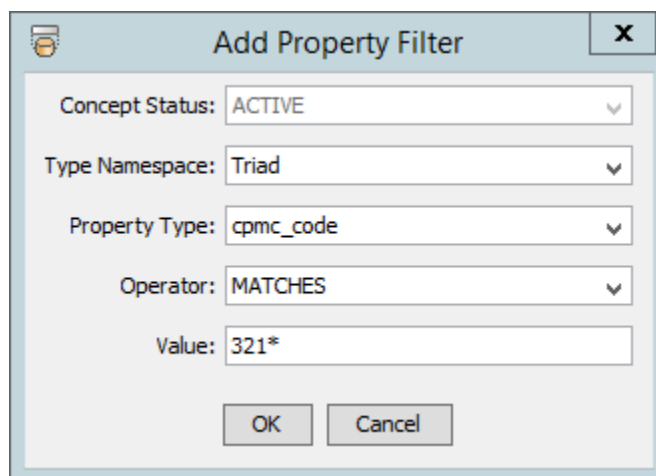 Add Property Filter
x
Concept Status: ACTIVE
Type Namespace: Triad
Property Type: cpmc_code
Operator: MATCHES
Value: 321*
OK Cancel